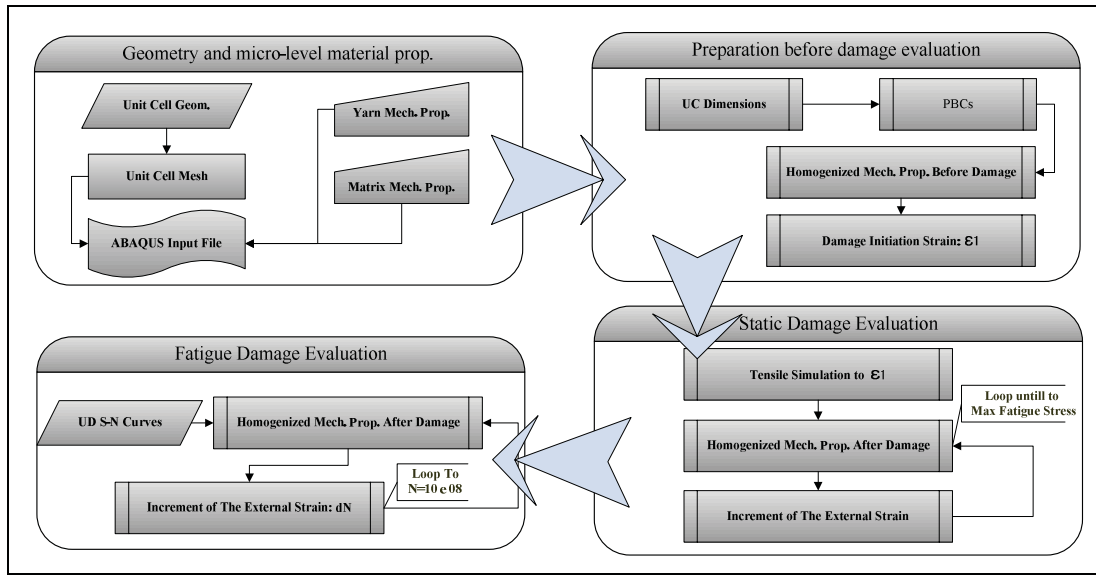 Geometry and micro-level material prop.
Unit Cell Geom.
Yarn Mech. Prop.
Unit Cell Mesh
Matrix Mech. Prop.
ABAQUS Input File
Preparation before damage evaluation
UC Dimensions
PBCs
Homogenized Mech. Prop. Before Damage
Damage Initiation Strain: ε1
Static Damage Evaluation
Tensile Simulation to ε1
Loop untill to
Max Fatigue Stress
Homogenized Mech. Prop. After Damage
Increment of The External Strain
Fatigue Damage Evaluation
UD S-N Curves
Homogenized Mech. Prop. After Damage
Loop To
N=10e08
Increment of The External Strain: dN